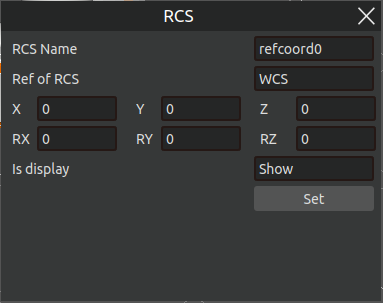 RCS
RCS Name refcoord0
Ref of RCS WCS
X 0 Y 0 Z 0
RX 0 RY 0 RZ 0
Is display Show
Set